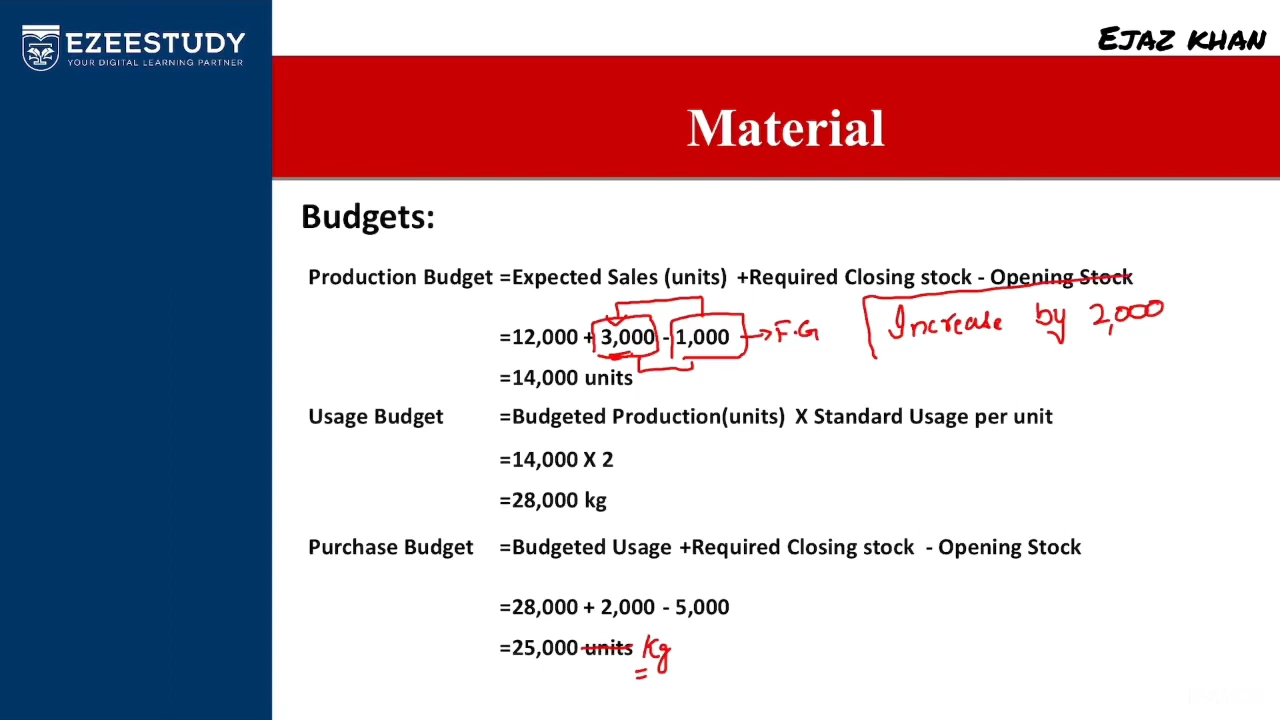 EZEESTUDY
YOUR DIGITAL LEARNING PARTNER
EJAZ KHAN
Material
Budgets:
Production Budget =Expected Sales (units) +Required Closing stock - Opening Stock
Increase by 2,000
=12,000 + 3,000 - 1,000 → F.G
=14,000 units
Usage Budget =Budgeted Production(units) X Standard Usage per unit
=14,000 X 2
=28,000 kg
Purchase Budget =Budgeted Usage +Required Closing stock - Opening Stock
=28,000 + 2,000 - 5,000
=25,000 units Kg